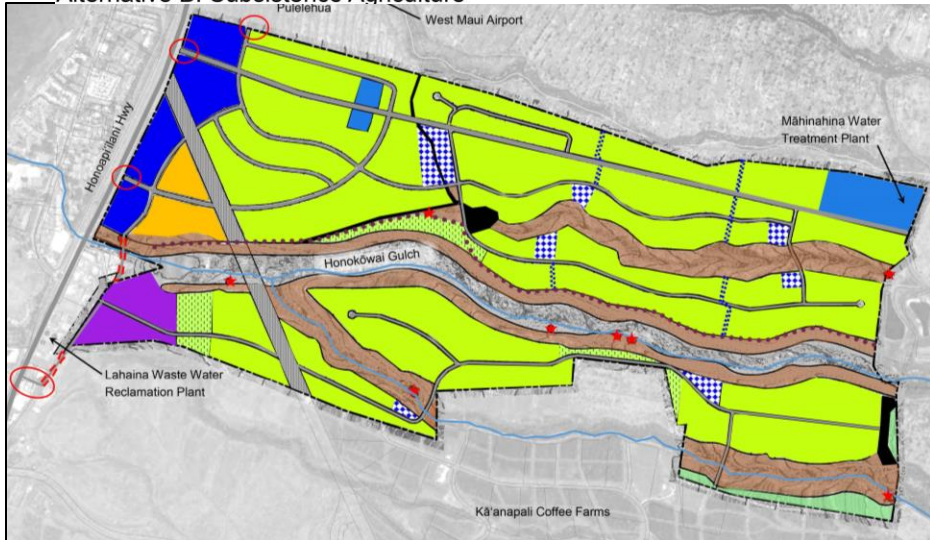 Alternative B: Subsistence Agriculture
Pulelehua
West Maui Airport
Honoapiʻilani Hwy
Māhinahina Water
Treatment Plant
Honokōwai Gulch
Lahaina Waste Water
Reclamation Plant
Kāʻanapali Coffee Farms